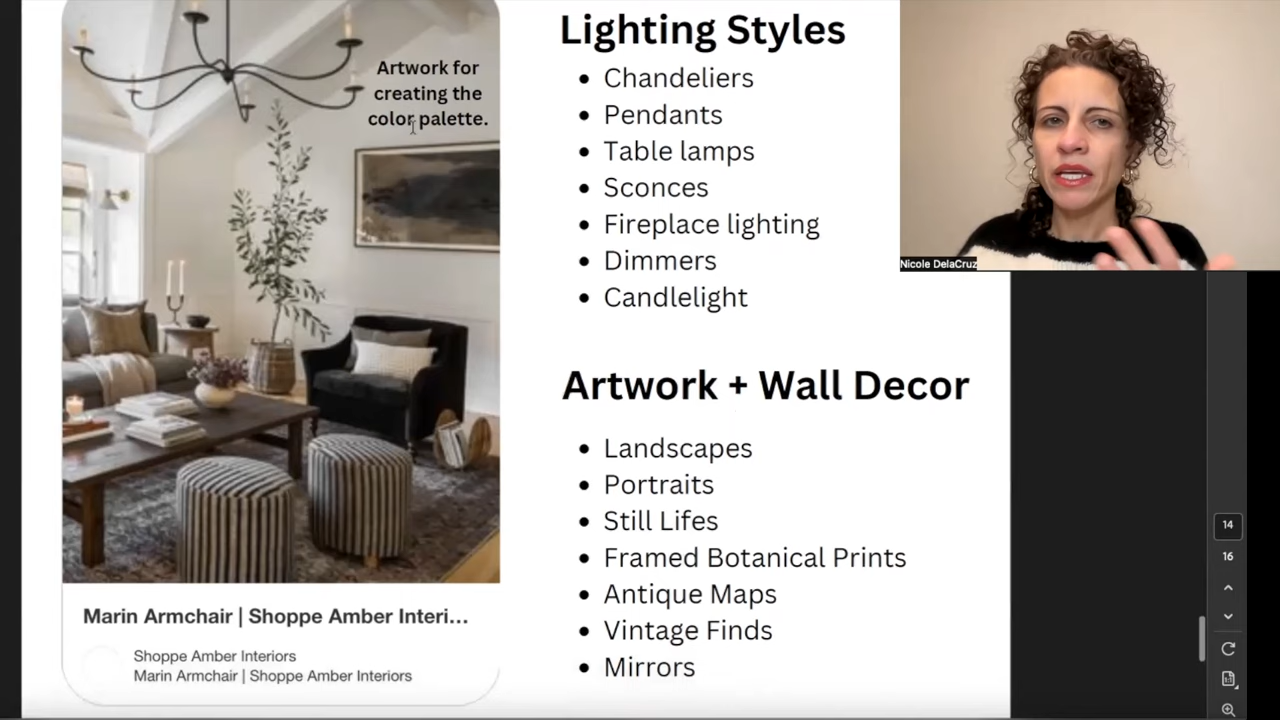 Artwork for
creating the
color palette.
Marin Armchair | Shoppe Amber Interi...
Shoppe Amber Interiors
Marin Armchair | Shoppe Amber Interiors
Lighting Styles
• Chandeliers
• Pendants
• Table lamps
• Sconces
• Fireplace lighting
• Dimmers
• Candlelight
Artwork + Wall Decor
• Landscapes
• Portraits
• Still Lifes
• Framed Botanical Prints
• Antique Maps
• Vintage Finds
• Mirrors
Nicole DelaCruz
14
16
1:1